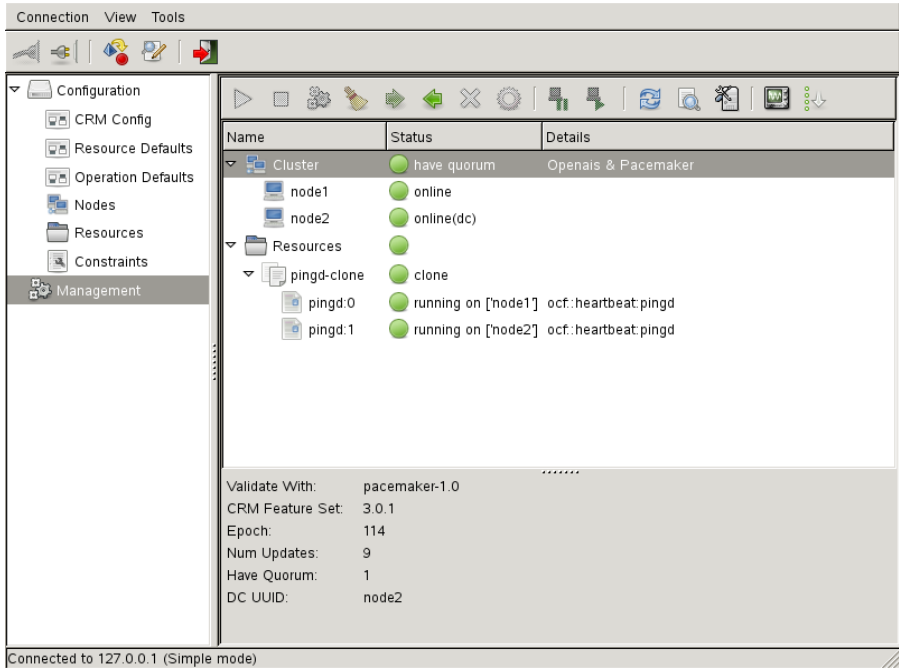 Connection View Tools
Configuration
CRM Config
Resource Defaults
Operation Defaults
Nodes
Resources
Constraints
Management
Name Status Details
Cluster have quorum Openais & Pacemaker
node1 online
node2 online(dc)
Resources
pingd-clone clone
pingd:0 running on ['node1'] ocf::heartbeat:pingd
pingd:1 running on ['node2'] ocf::heartbeat:pingd
Validate With: pacemaker-1.0
CRM Feature Set: 3.0.1
Epoch: 114
Num Updates: 9
Have Quorum: 1
DC UUID: node2
Connected to 127.0.0.1 (Simple mode)